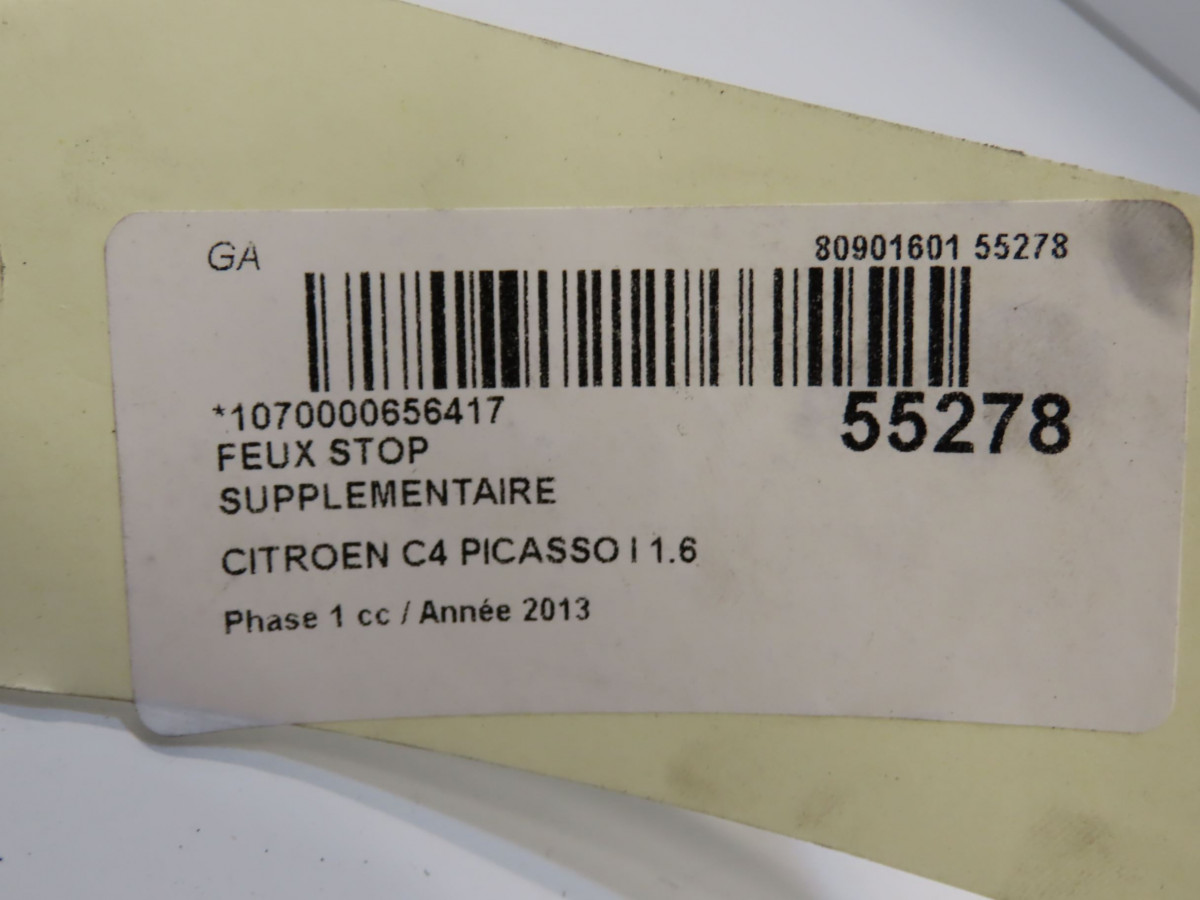 GA
80901601 55278
*1070000656417
55278
FEUX STOP
SUPPLEMENTAIRE
CITROEN C4 PICASSO I 1.6
Phase 1 cc / Année 2013